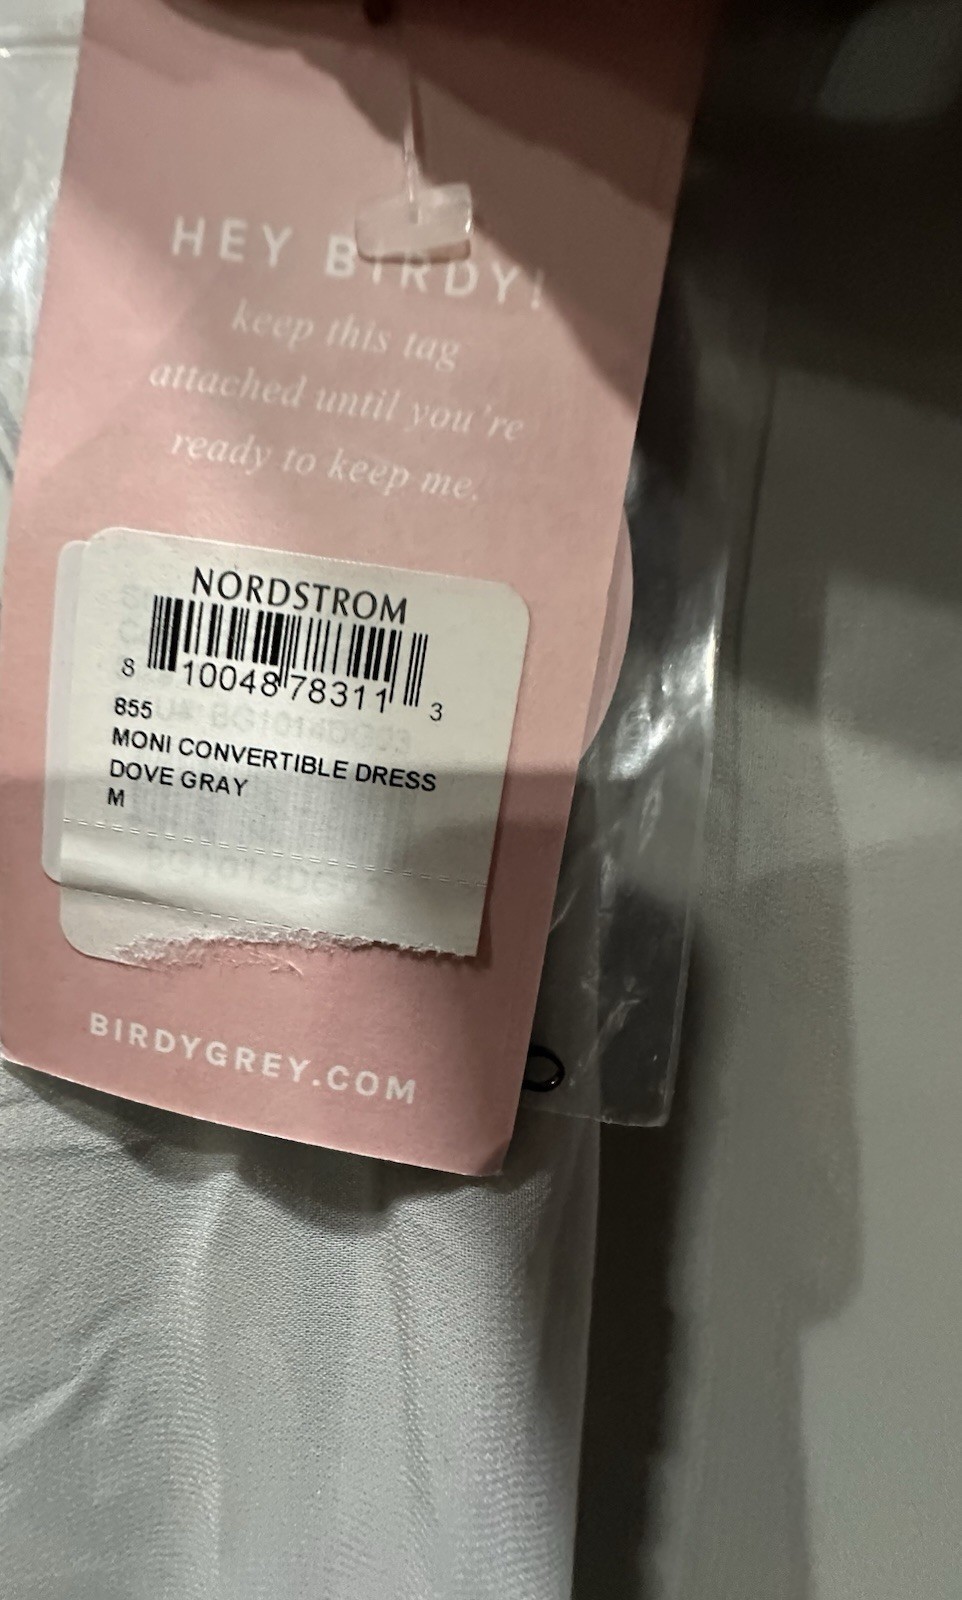 HEY BIRDY!
keep this tag
attached until you're
ready to keep me.
NORDSTROM
8 10048 78311 3
855
MONI CONVERTIBLE DRESS
DOVE GRAY
M
BIRDYGREY.COM